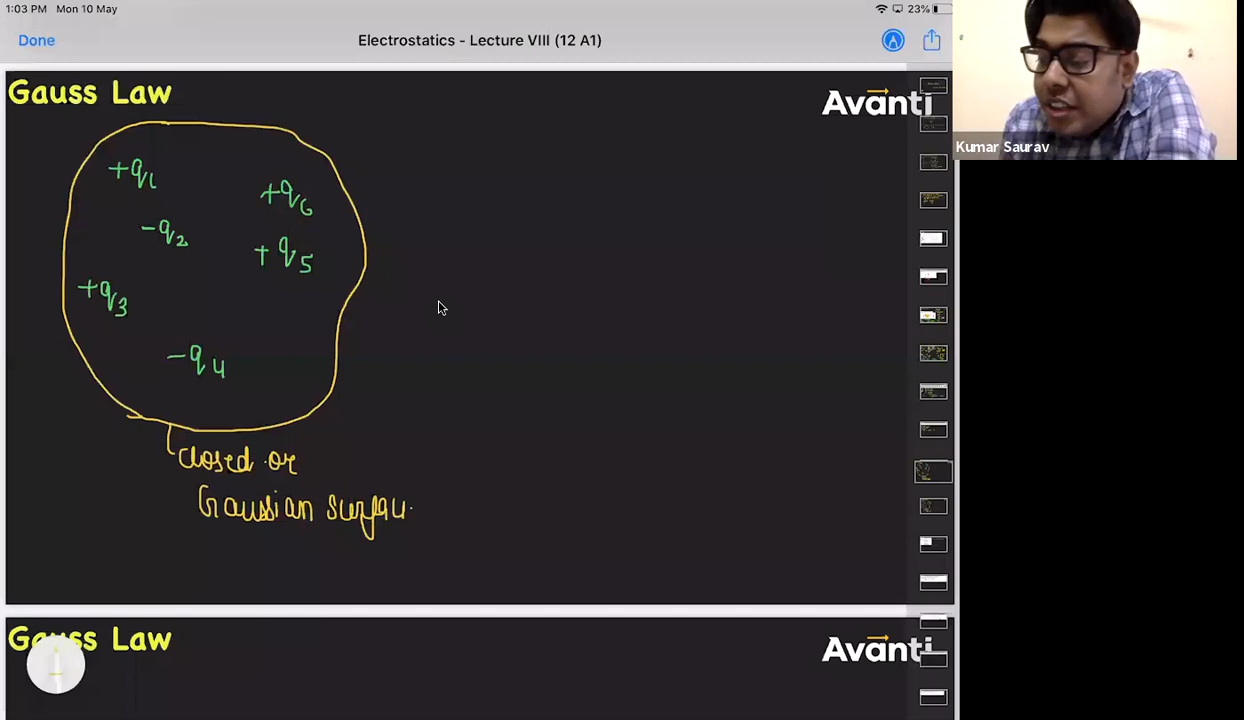 1:03 PM Mon 10 May
23%
Done
Electrostatics - Lecture VIII (12 A1)
Gauss Law
Avanti
Kumar Saurav
+q1
+q6
-q2
+q5
+q3
-q4
closed or
Gaussian surfac
Gauss Law
Avanti